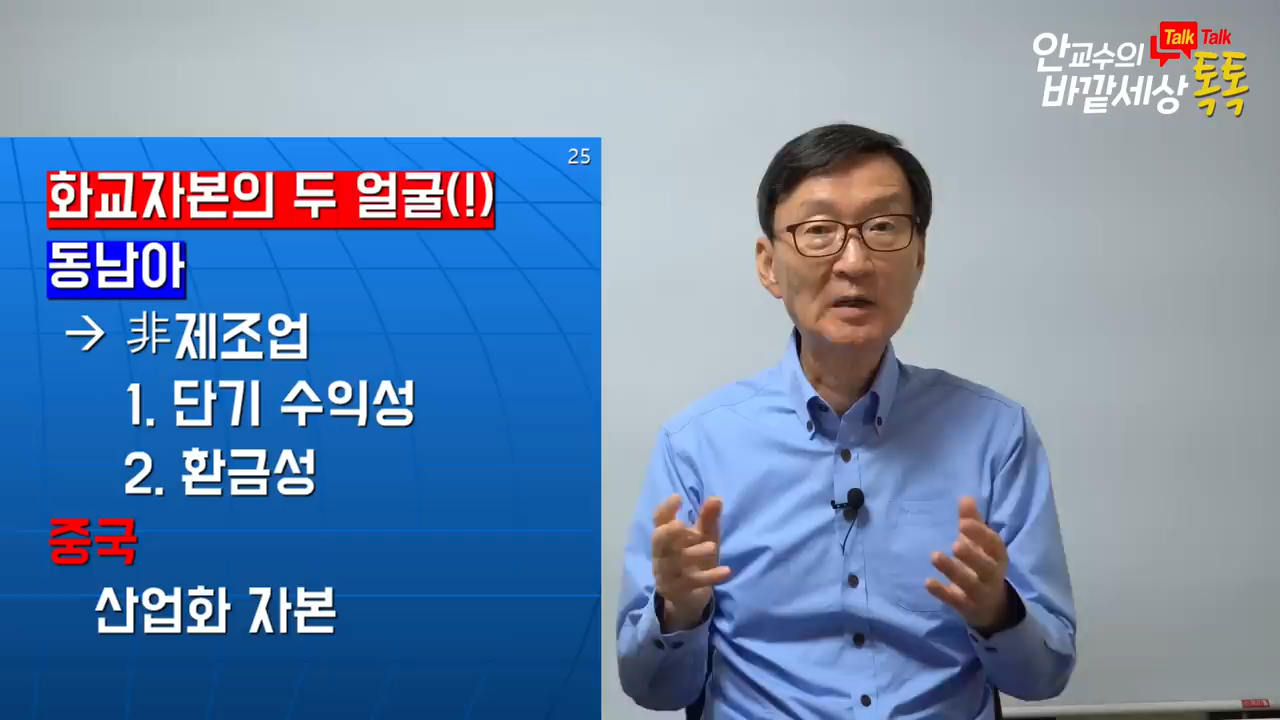 안교수의 Talk Talk
바깥세상 톡톡
25
화교자본의 두 얼굴(!)
동남아
→ 非제조업
1. 단기 수익성
2. 환금성
중국
산업화 자본